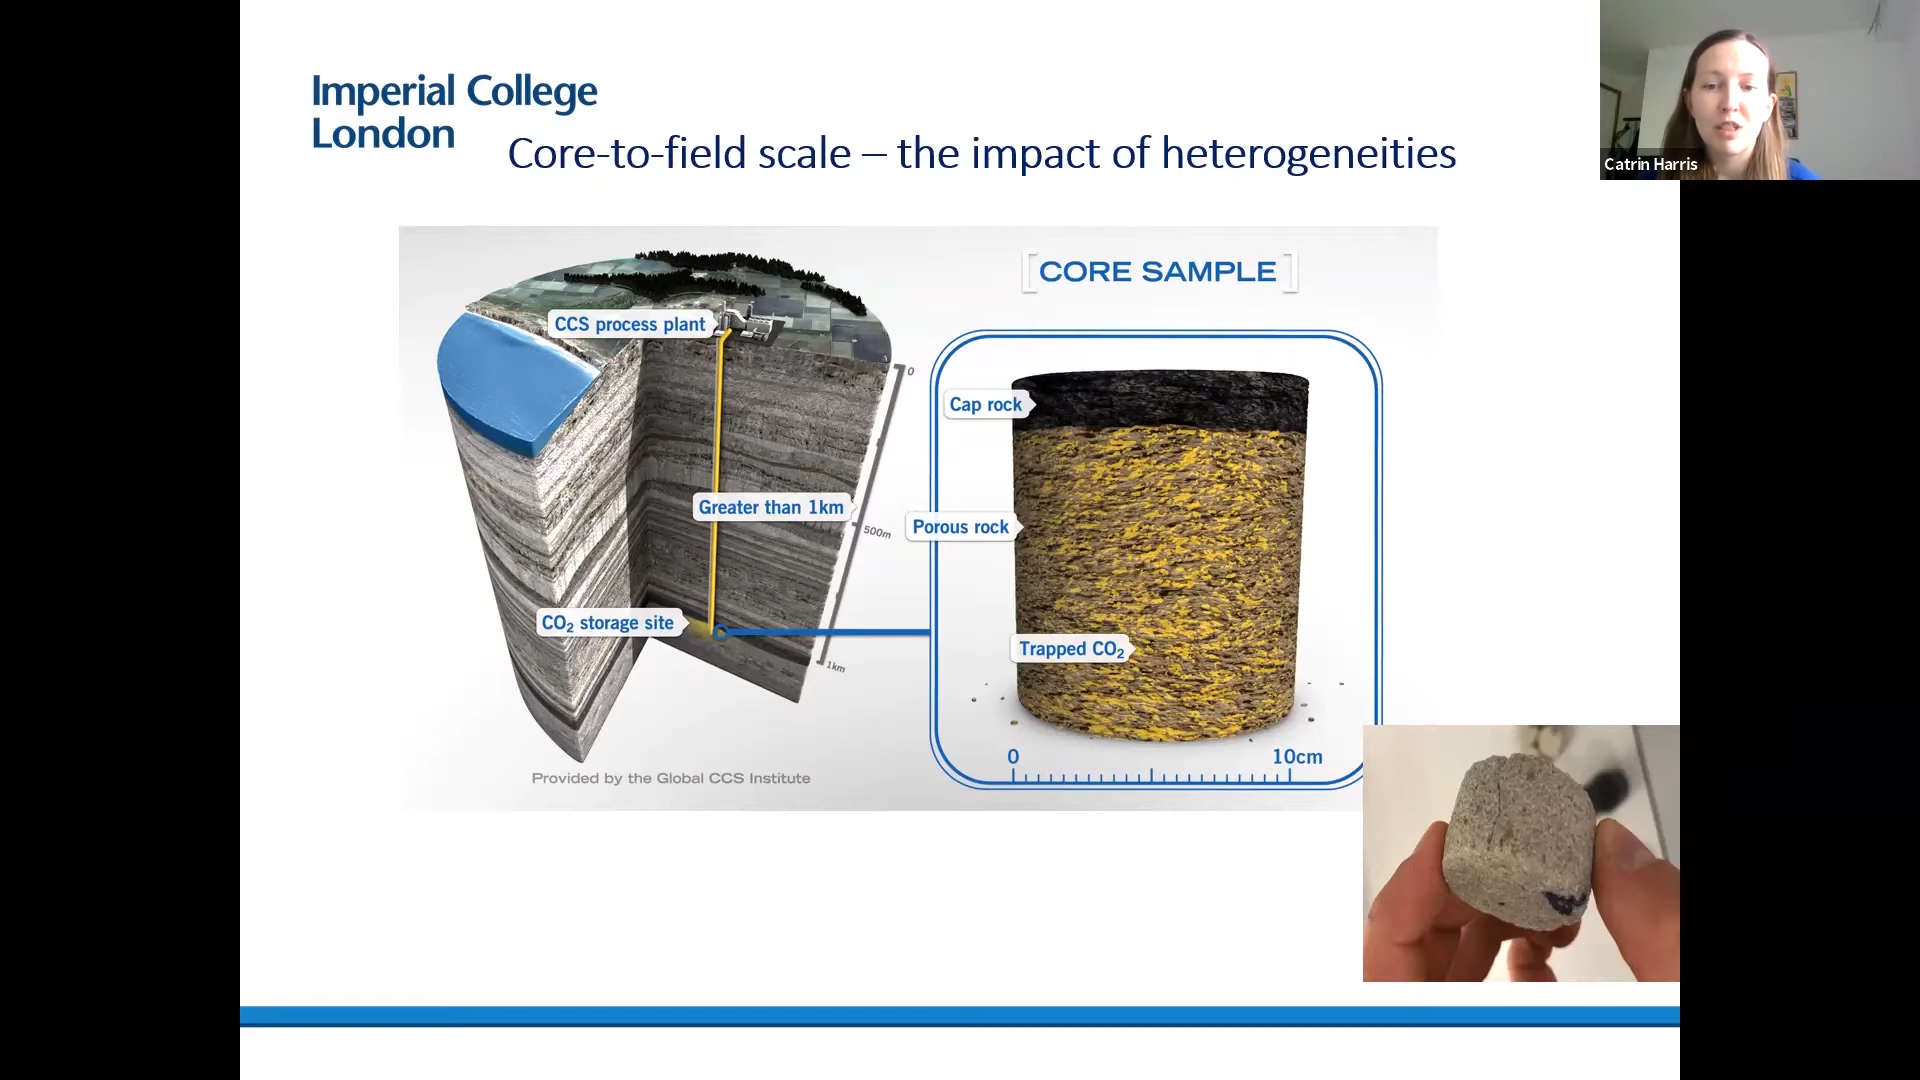 Imperial College
London
Core-to-field scale – the impact of heterogeneities
Catrin Harris
[CORE SAMPLE]
CCS process plant
0
Cap rock
Greater than 1km
500m
Porous rock
CO₂ storage site
Trapped CO₂
1km
0
10cm
Provided by the Global CCS Institute